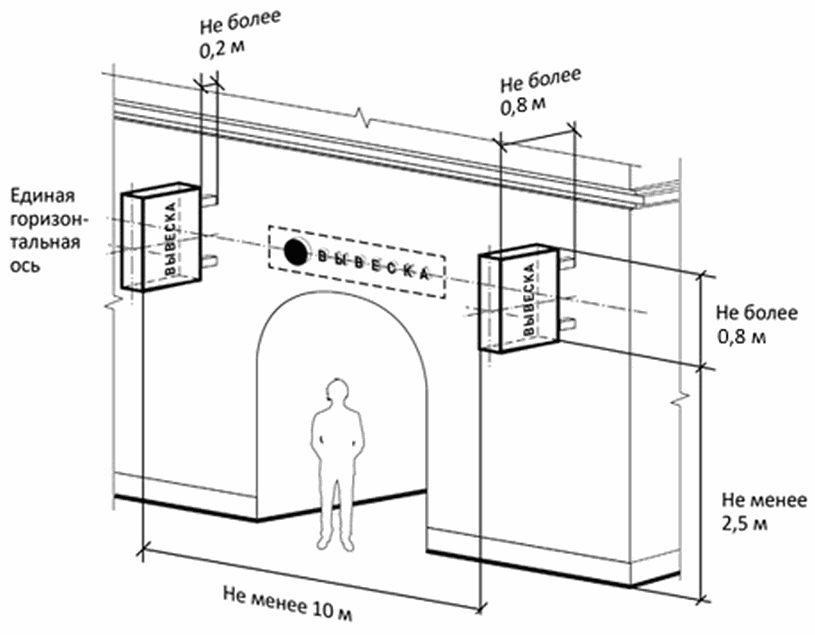 Не более
0,2 м
Не более
0,8 м
Единая
горизон-
тальная
ось
ВЫВЕСКА
ВЫВЕСКА
ВЫВЕСКА
Не более
0,8 м
Не менее
2,5 м
Не менее 10 м